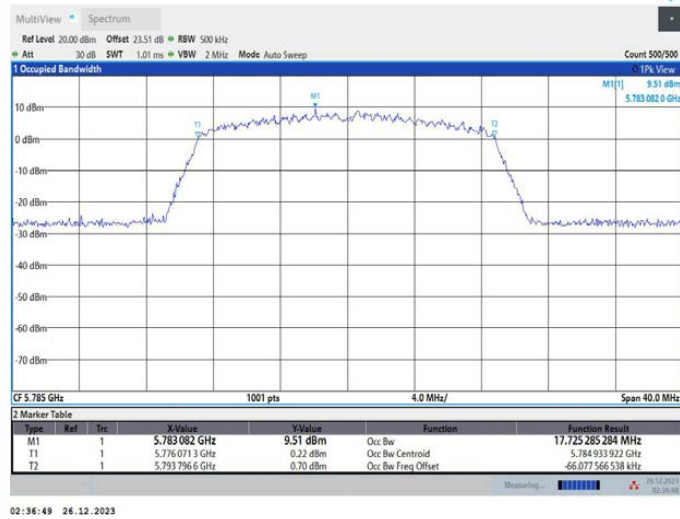 MultiView Spectrum
Ref Level 20.00 dBm Offset 23.51 dB RBW 500 kHz
Att 30 dB SWT 1.01 ms VBW 2 MHz Mode Auto Sweep Count 500/500
1 Occupied Bandwidth 1Pk View
M1[1] 9.51 dBm
5.783 082 0 GHz
M1
10 dBm
T1 T2
0 dBm
-10 dBm
-20 dBm
-30 dBm
-40 dBm
-50 dBm
-60 dBm
-70 dBm
CF 5.785 GHz 1001 pts 4.0 MHz/ Span 40.0 MHz
2 Marker Table
Type Ref Trc X-Value Y-Value Function Function Result
M1 1 5.783 082 GHz 9.51 dBm Occ Bw 17.725 285 284 MHz
T1 1 5.776 071 3 GHz 0.22 dBm Occ Bw Centroid 5.784 933 922 GHz
T2 1 5.793 796 6 GHz 0.70 dBm Occ Bw Freq Offset -66.077 566 538 kHz
Measuring... 26.12.2023
02:36:48
02:36:49 26.12.2023